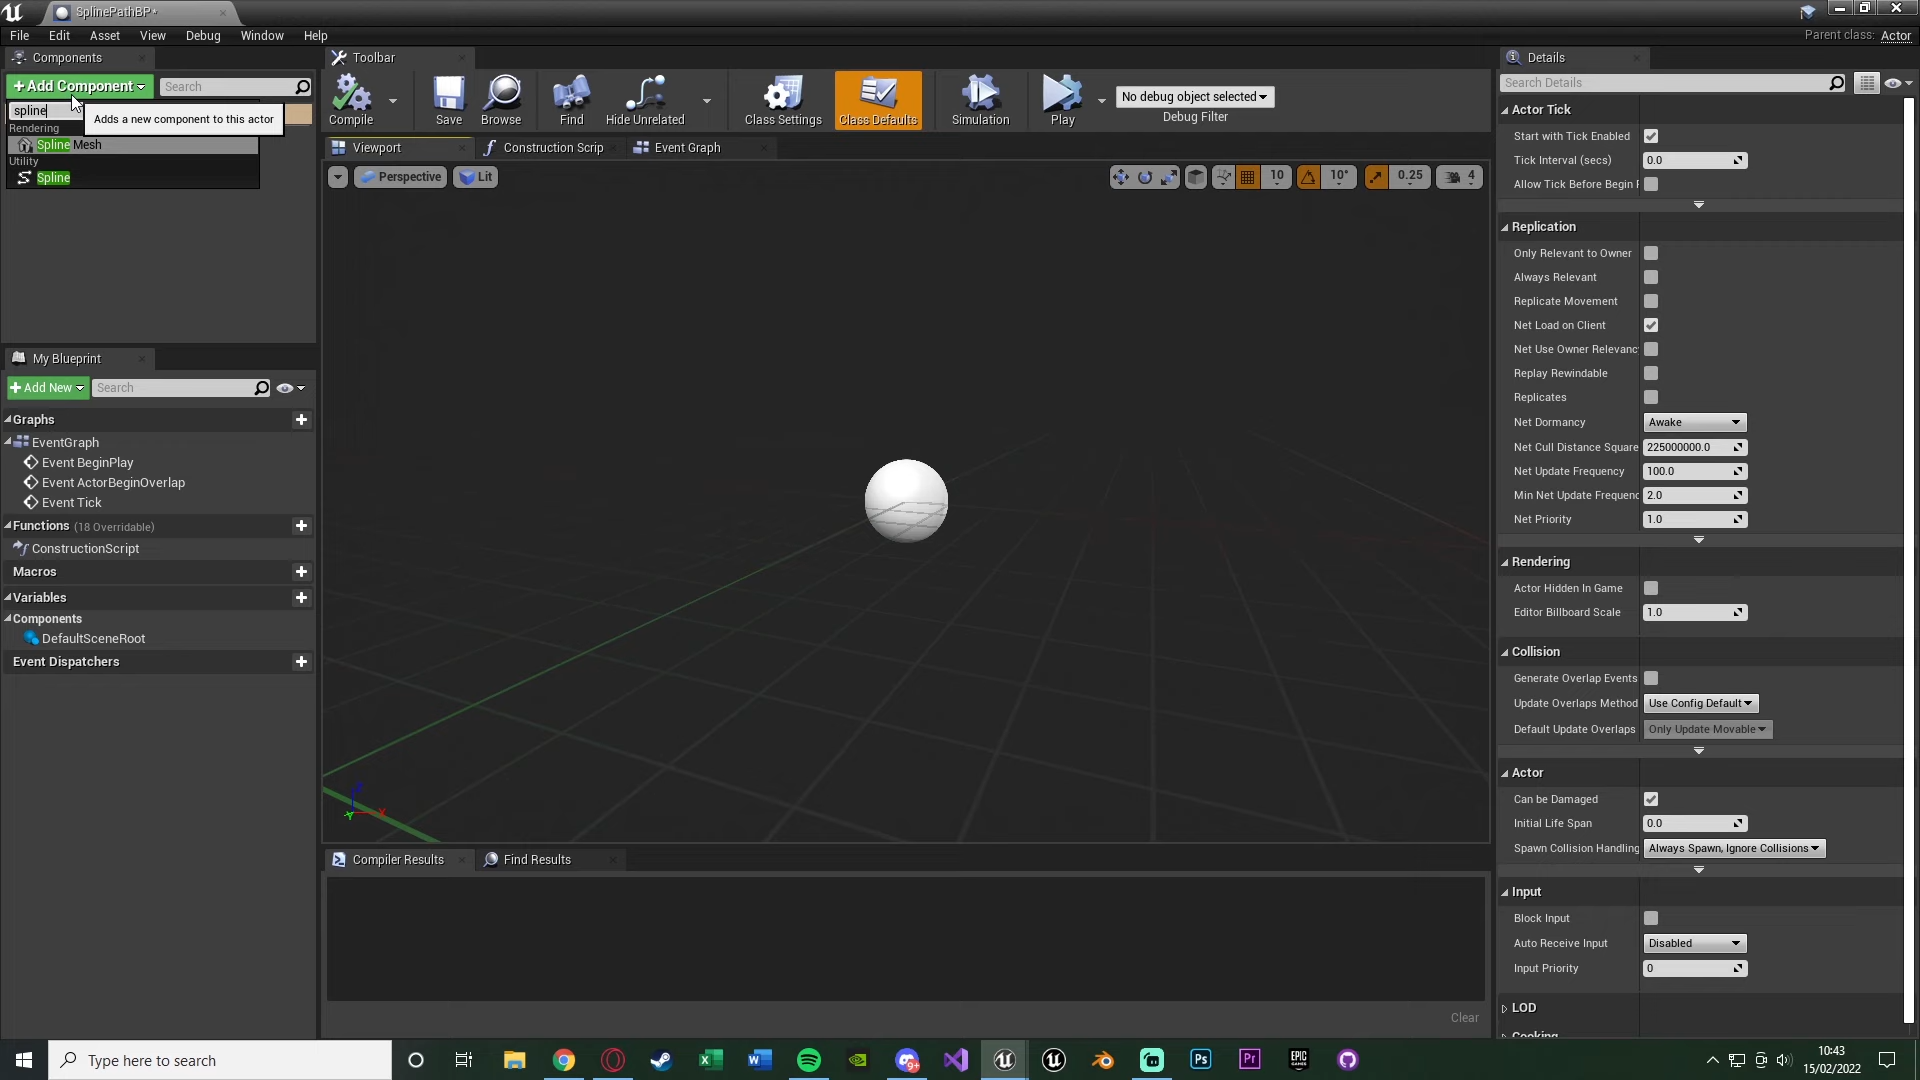 SplinePathBP*
File Edit Asset View Debug Window Help
Parent class: Actor
Components
+Add Component
Search
spline
Adds a new component to this actor
Rendering
Spline Mesh
Utility
Spline
My Blueprint
+Add New
Search
Graphs
EventGraph
Event BeginPlay
Event ActorBeginOverlap
Event Tick
Functions (18 Overridable)
ConstructionScript
Macros
Variables
Components
DefaultSceneRoot
Event Dispatchers
Toolbar
Compile
Save
Browse
Find
Hide Unrelated
Class Settings
Class Defaults
Simulation
Play
No debug object selected
Debug Filter
Viewport
Construction Scrip
Event Graph
Perspective
Lit
10
10°
0.25
4
X
Compiler Results
Find Results
Clear
Details
Search Details
Actor Tick
Start with Tick Enabled
Tick Interval (secs) 0.0
Allow Tick Before Begin
Replication
Only Relevant to Owner
Always Relevant
Replicate Movement
Net Load on Client
Net Use Owner Relevanc
Replay Rewindable
Replicates
Net Dormancy Awake
Net Cull Distance Square 225000000.0
Net Update Frequency 100.0
Min Net Update Frequenc 2.0
Net Priority 1.0
Rendering
Actor Hidden In Game
Editor Billboard Scale 1.0
Collision
Generate Overlap Events
Update Overlaps Method Use Config Default
Default Update Overlaps Only Update Movable
Actor
Can be Damaged
Initial Life Span 0.0
Spawn Collision Handling Always Spawn, Ignore Collisions
Input
Block Input
Auto Receive Input Disabled
Input Priority 0
LOD
Cooking
Type here to search
9+
Ps
Pr
EPIC GAMES
10:43
15/02/2022